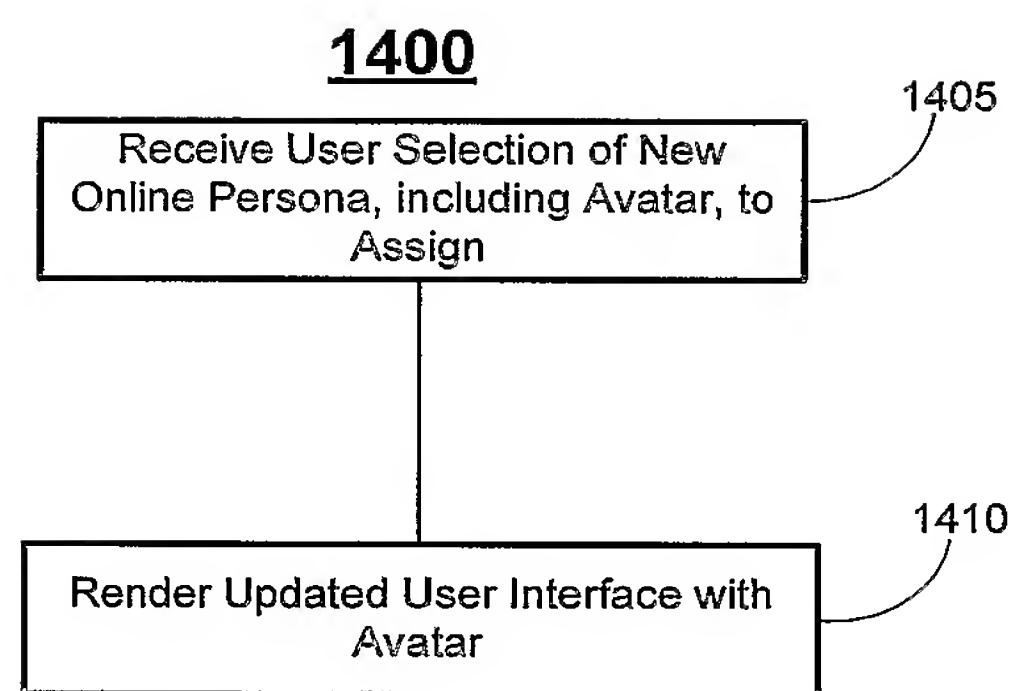 1400
1405
Receive User Selection of New
Online Persona, including Avatar, to
Assign
1410
Render Updated User Interface with
Avatar